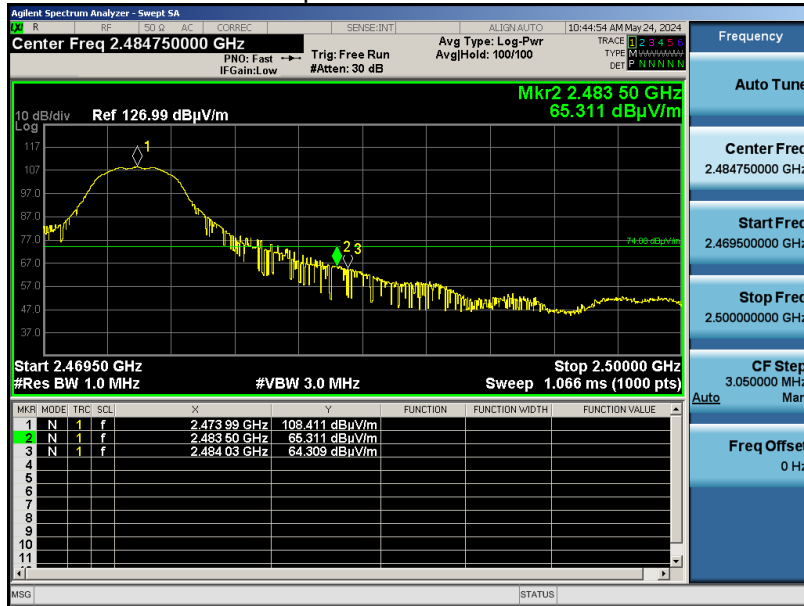 Agilent Spectrum Analyzer - Swept SA
LXI R RF 50 Ω AC CORREC SENSE:INT ALIGN AUTO 10:44:54 AM May 24, 2024
Center Freq 2.484750000 GHz
PNO: Fast
IFGain:Low
Trig: Free Run
#Atten: 30 dB
Avg Type: Log-Pwr
Avg|Hold: 100/100
TRACE 1 2 3 4 5 6
TYPE M
DET P N N N N N
Mkr2 2.483 50 GHz
65.311 dBµV/m
10 dB/div Ref 126.99 dBµV/m
Log
117
107
97.0
87.0
77.0
67.0
57.0
47.0
37.0
1
2 3
74.00 dBµV/m
Start 2.46950 GHz Stop 2.50000 GHz
#Res BW 1.0 MHz #VBW 3.0 MHz Sweep 1.066 ms (1000 pts)
MKR MODE TRC SCL X Y FUNCTION FUNCTION WIDTH FUNCTION VALUE
1 N 1 f 2.473 99 GHz 108.411 dBµV/m
2 N 1 f 2.483 50 GHz 65.311 dBµV/m
3 N 1 f 2.484 03 GHz 64.309 dBµV/m
4
5
6
7
8
9
10
11
MSG STATUS
Frequency
Auto Tune
Center Freq
2.484750000 GHz
Start Freq
2.469500000 GHz
Stop Freq
2.500000000 GHz
CF Step
3.050000 MHz
Auto Man
Freq Offset
0 Hz